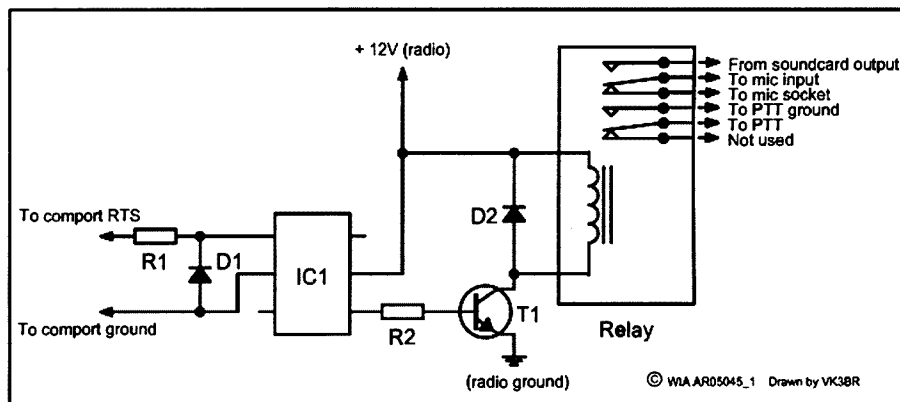 + 12V (radio)
From soundcard output
To mic input
To mic socket
To PTT ground
To PTT
Not used
To comport RTS
R1
D1
IC1
D2
To comport ground
R2
T1
Relay
(radio ground)
© WIA AR05045_1 Drawn by VK3BR